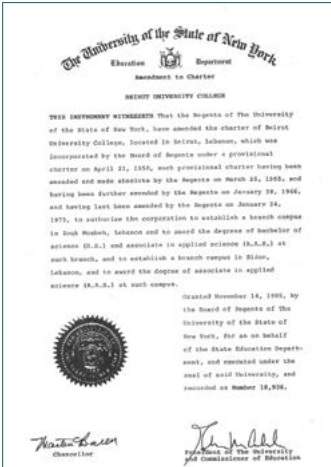 The University of the State of New York
Education Department
Amendment to Charter
BEIRUT UNIVERSITY COLLEGE
THIS INSTRUMENT WITNESSETH That the Regents of The University
of the State of New York, have amended the charter of Beirut
University College, located in Beirut, Lebanon, which was
incorporated by the Board of Regents under a provisional
charter on April 21, 1950, such provisional charter having been
amended and made absolute by the Regents on March 25, 1955, and
having been further amended by the Regents on January 28, 1966,
and having last been amended by the Regents on January 24,
1975, to authorize the corporation to establish a branch campus
in Zouk Mosbeh, Lebanon and to award the degrees of bachelor of
science (B.S.) and associate in applied science (A.A.S.) at
such branch, and to establish a branch campus in Sidon,
Lebanon, and to award the degree of associate in applied
science (A.A.S.) at such campus.
Granted November 14, 1985, by
the Board of Regents of The
University of the State of
New York, for an on behalf
of the State Education Depart-
ment, and executed under the
seal of said University, and
recorded as Number 18,936.
Chancellor
President of The University
and Commissioner of Education